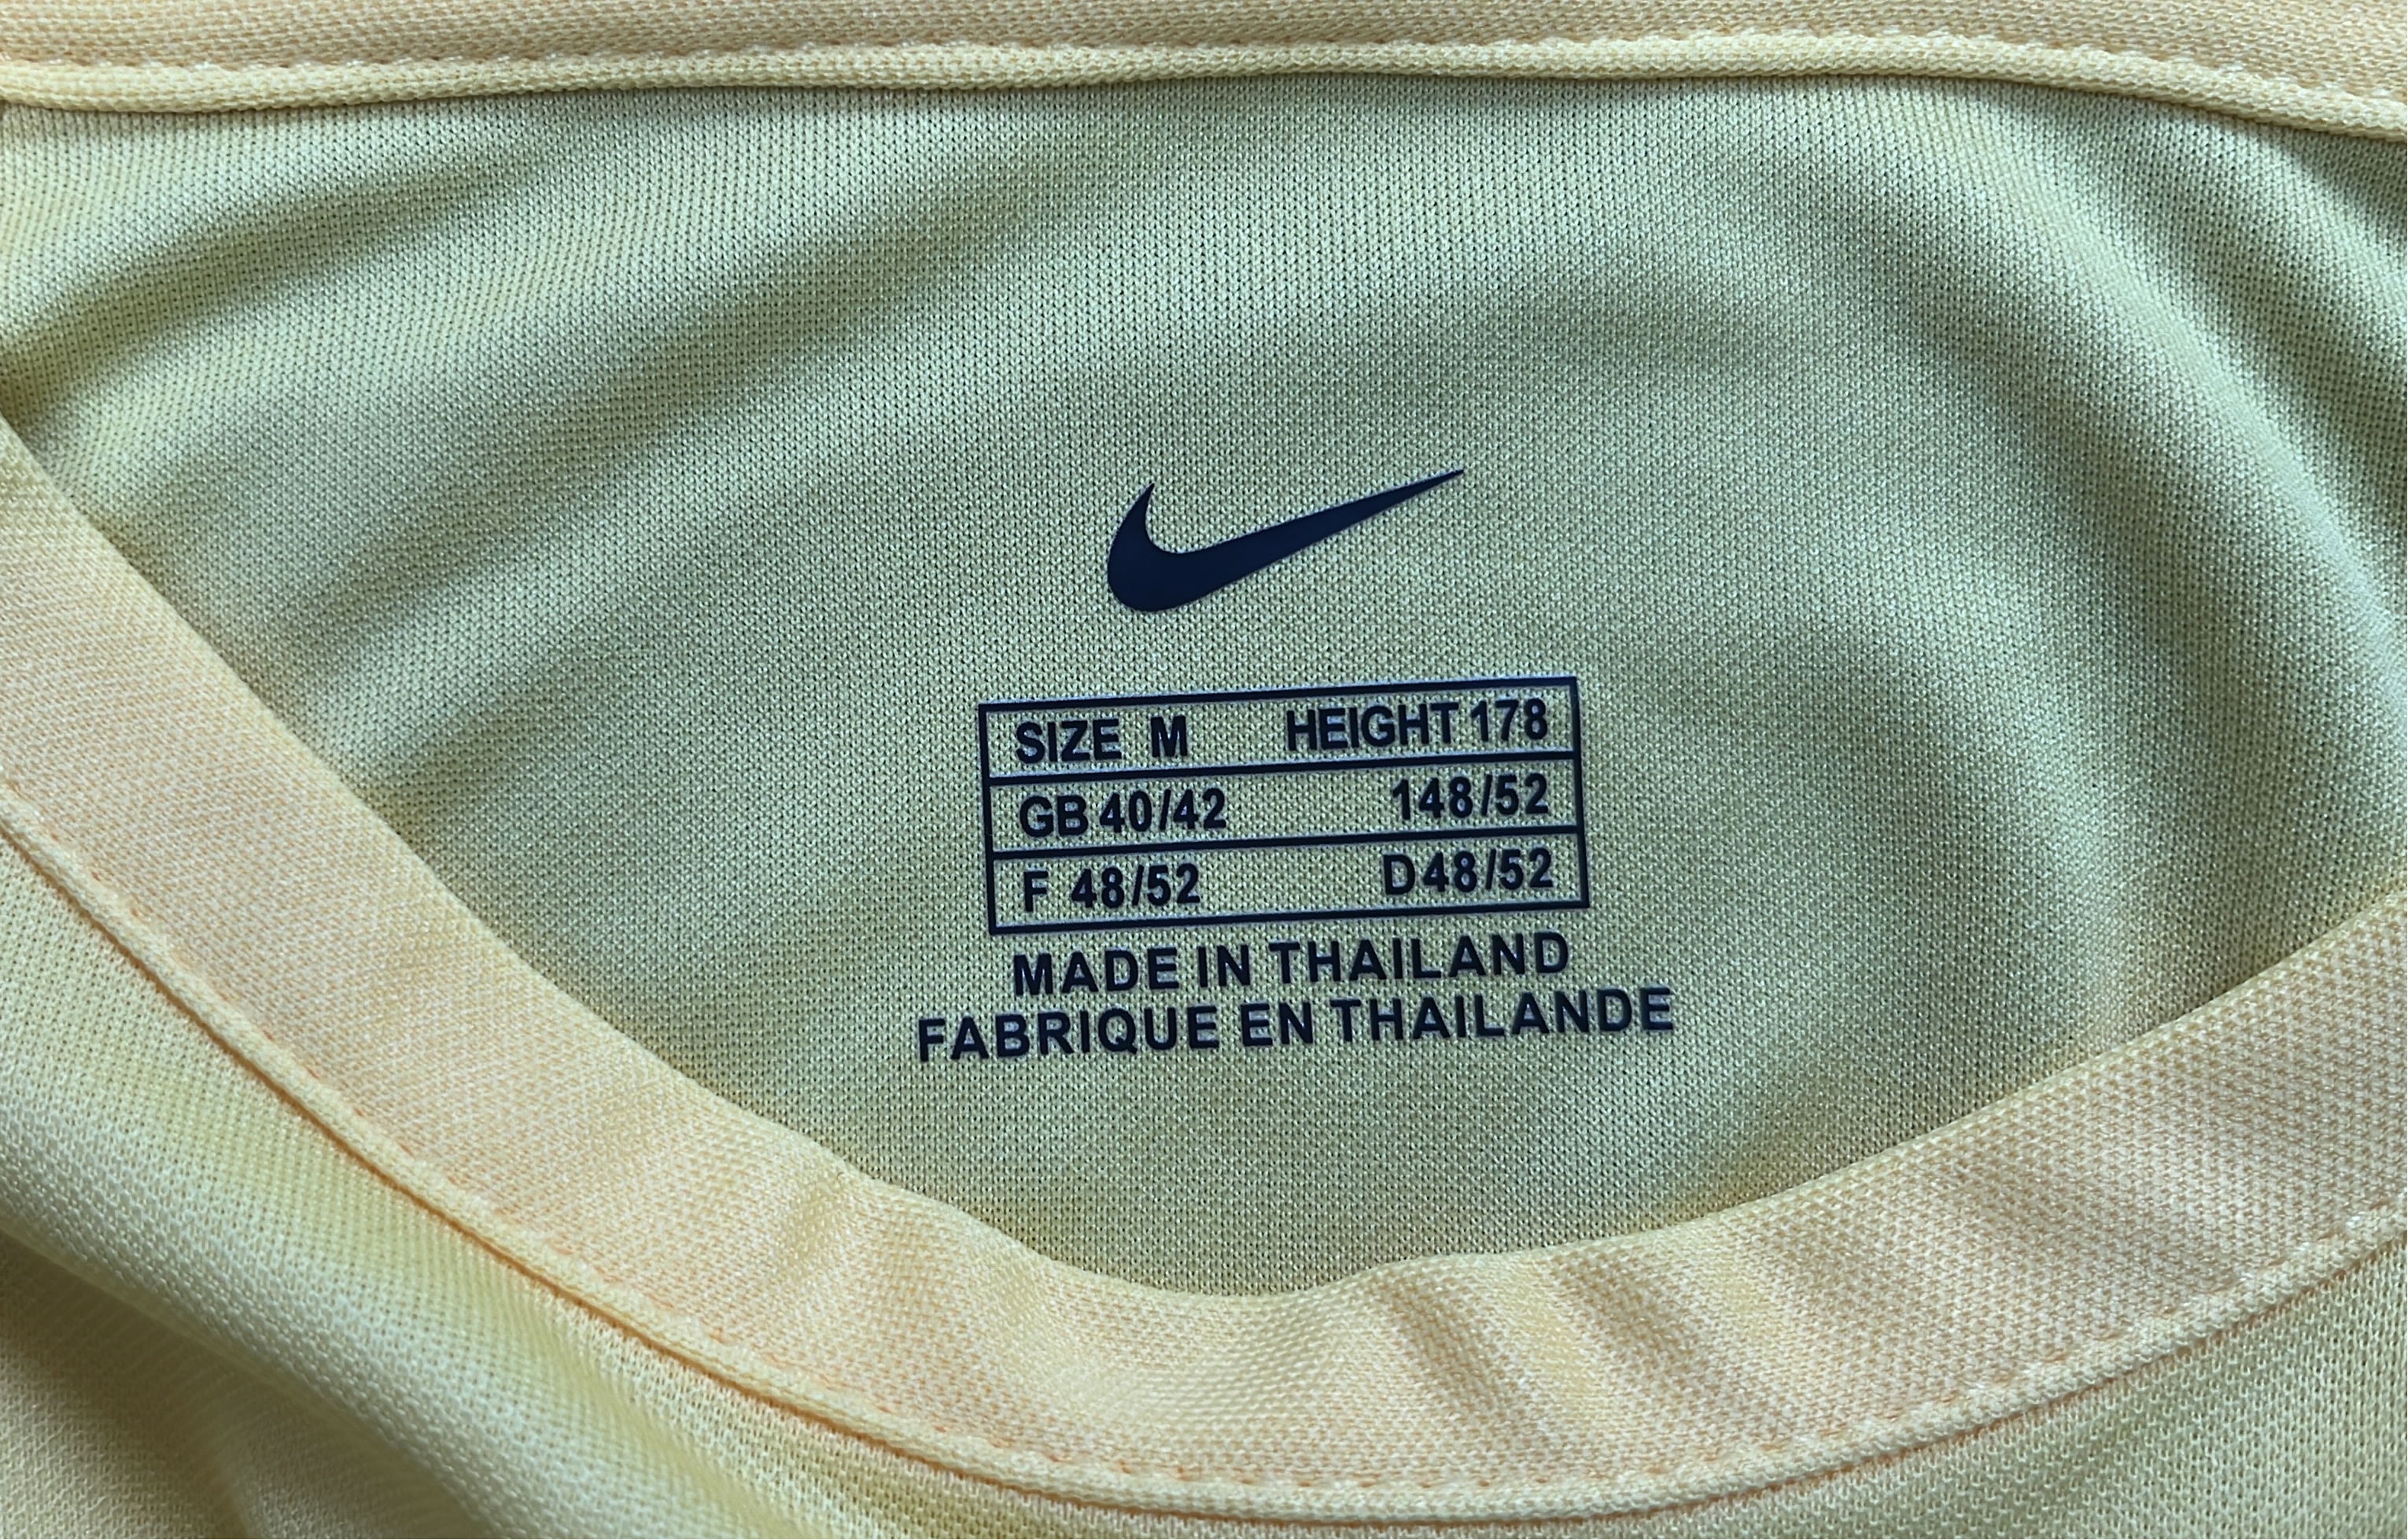 SIZE M HEIGHT 178
GB 40/42 148/52
F 48/52 D48/52
MADE IN THAILAND
FABRIQUE EN THAILANDE